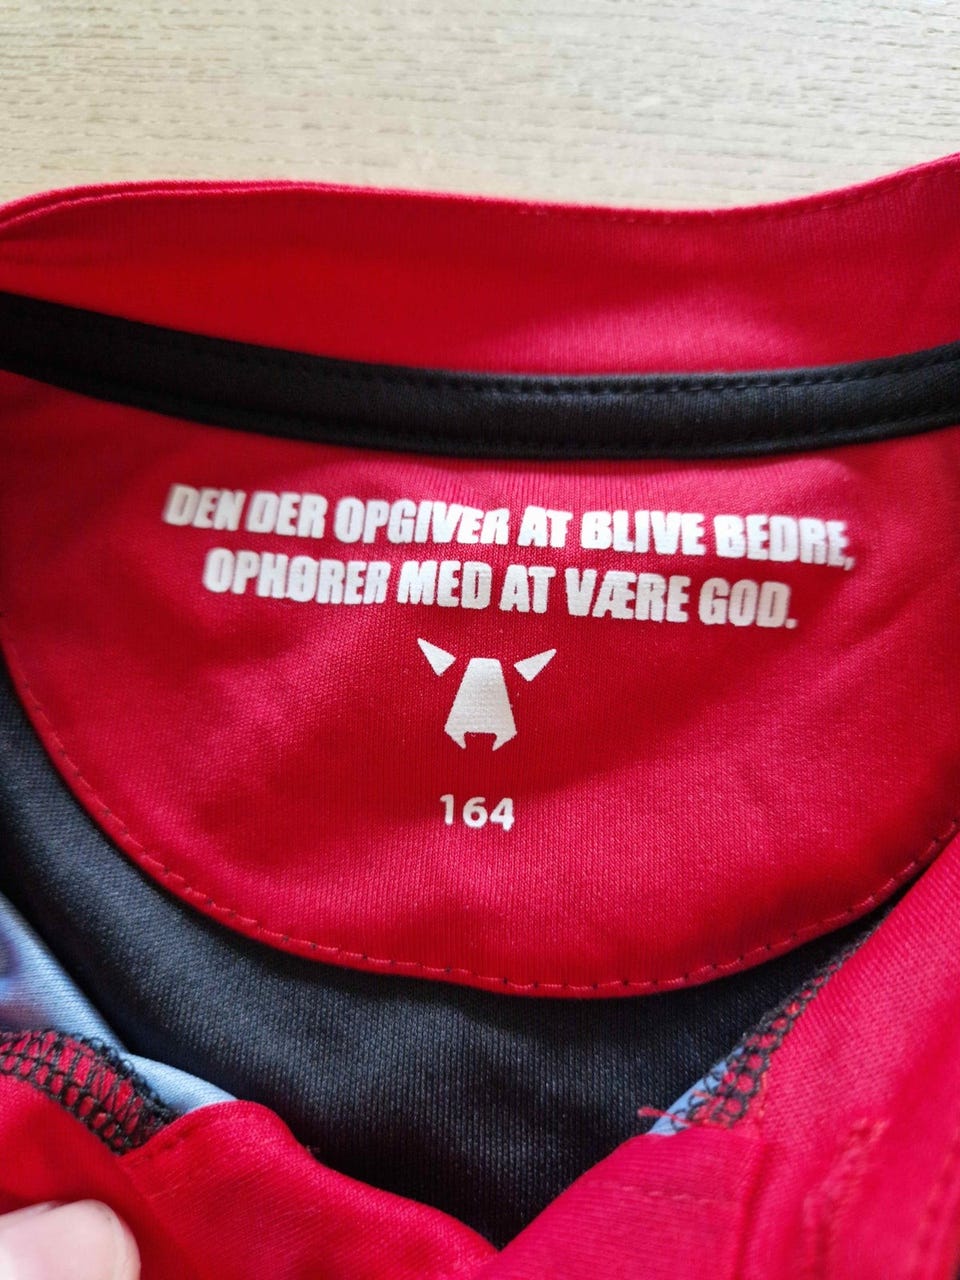 DEN DER OPGIVER AT BLIVE BEDRE,
OPHØRER MED AT VÆRE GOD.
164